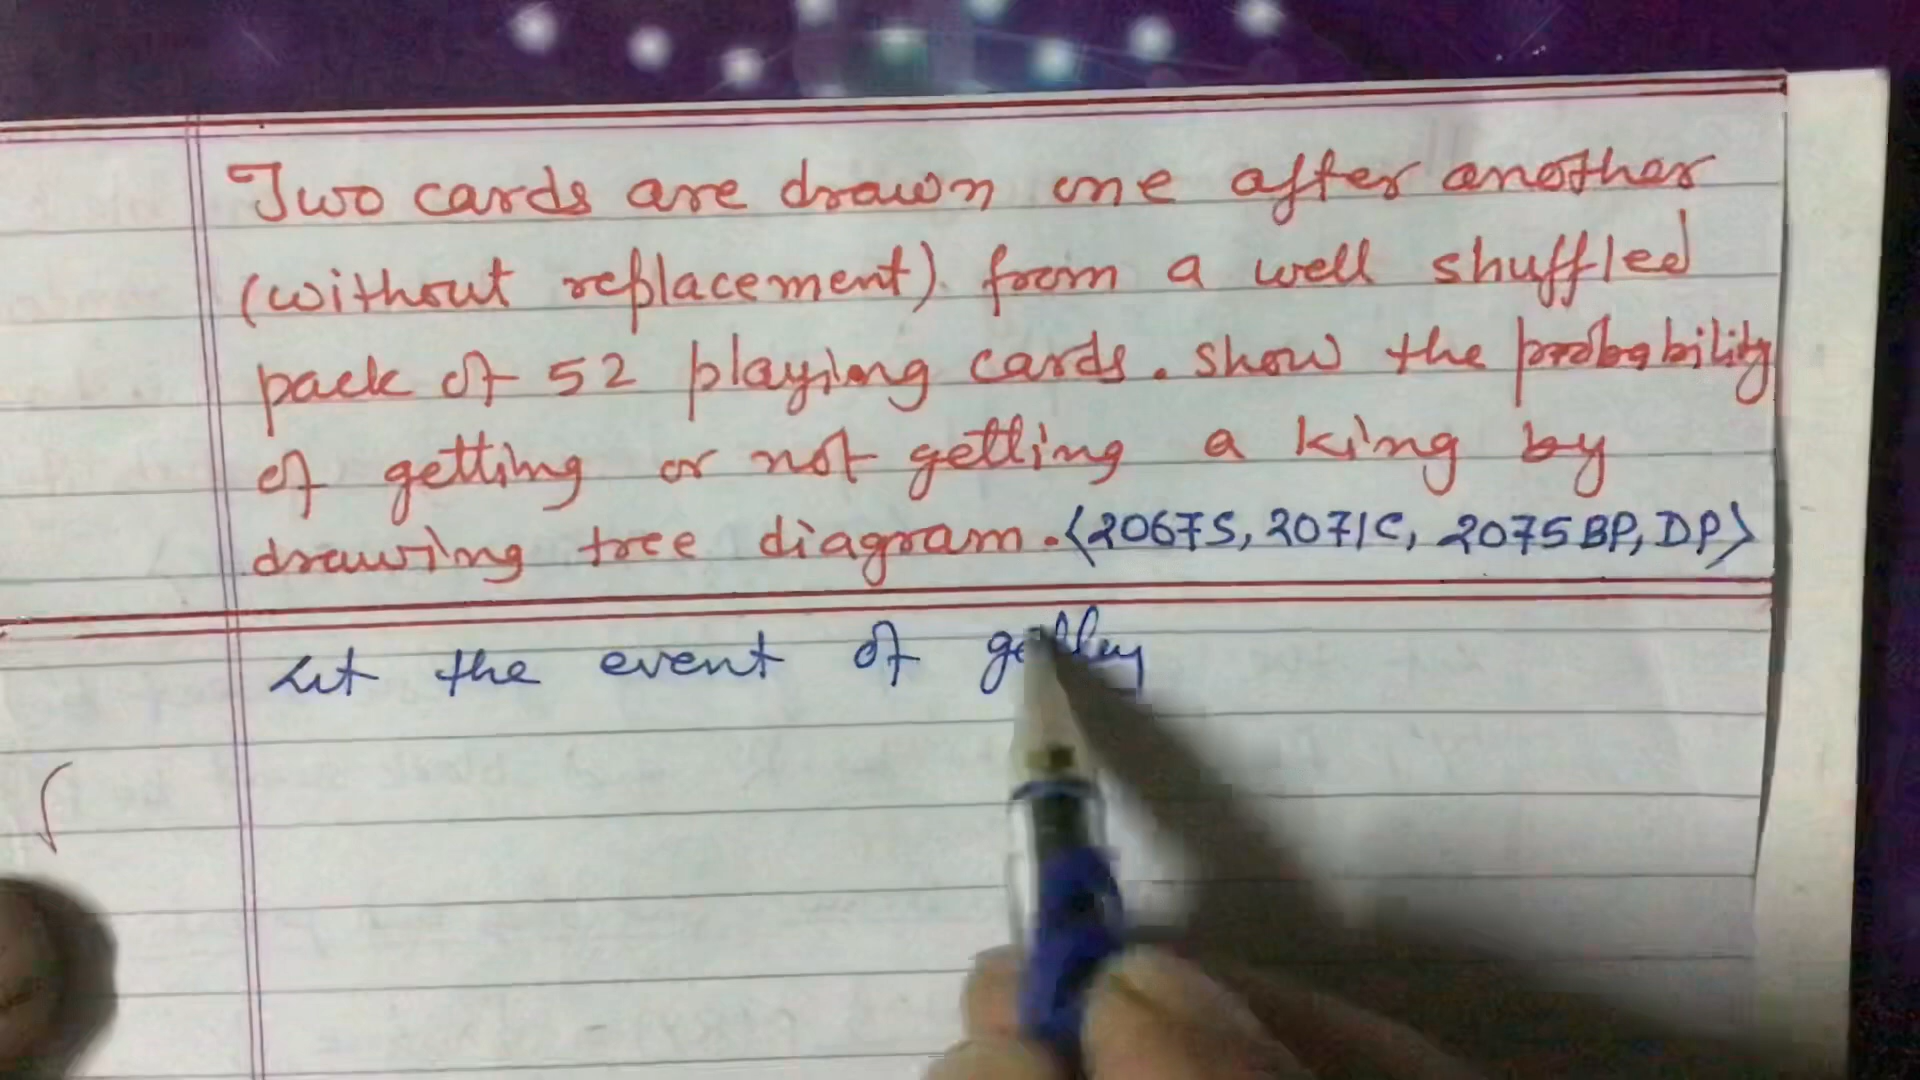 Two cards are drawn one after another
(without replacement). from a well shuffled
pack of 52 playing cards. show the probability
of getting or not getting a king by
drawing tree diagram. <2067S, 2071C, 2075BP, DP>
Let the event of